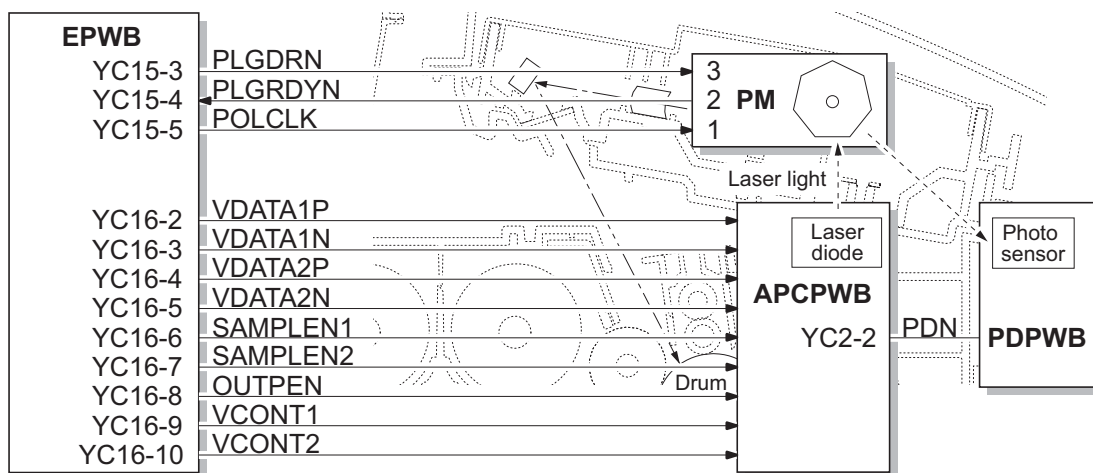 EPWB
YC15-3 PLGDRN 3
YC15-4 PLGRDYN 2 PM
YC15-5 POLCLK 1
Laser light
YC16-2 VDATA1P
YC16-3 VDATA1N
YC16-4 VDATA2P
YC16-5 VDATA2N
YC16-6 SAMPLEN1
YC16-7 SAMPLEN2
YC16-8 OUTPEN
YC16-9 VCONT1
YC16-10 VCONT2
Drum
Laser
diode
APCPWB
YC2-2 PDN
Photo
sensor
PDPWB